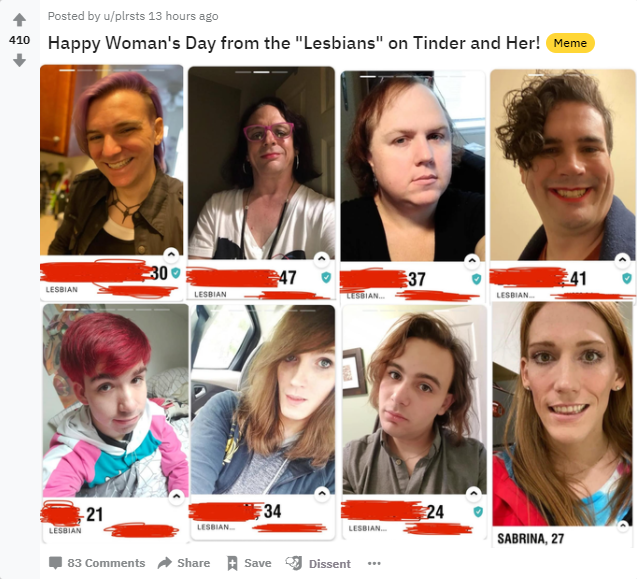 Posted by u/plrsts 13 hours ago
410
Happy Woman's Day from the "Lesbians" on Tinder and Her! Meme
30
LESBIAN
47
LESBIAN
37
LESBIAN...
41
LESBIAN...
, 21
LESBIAN
34
LESBIAN...
24
LESBIAN...
SABRINA, 27
83 Comments Share Save Dissent ...